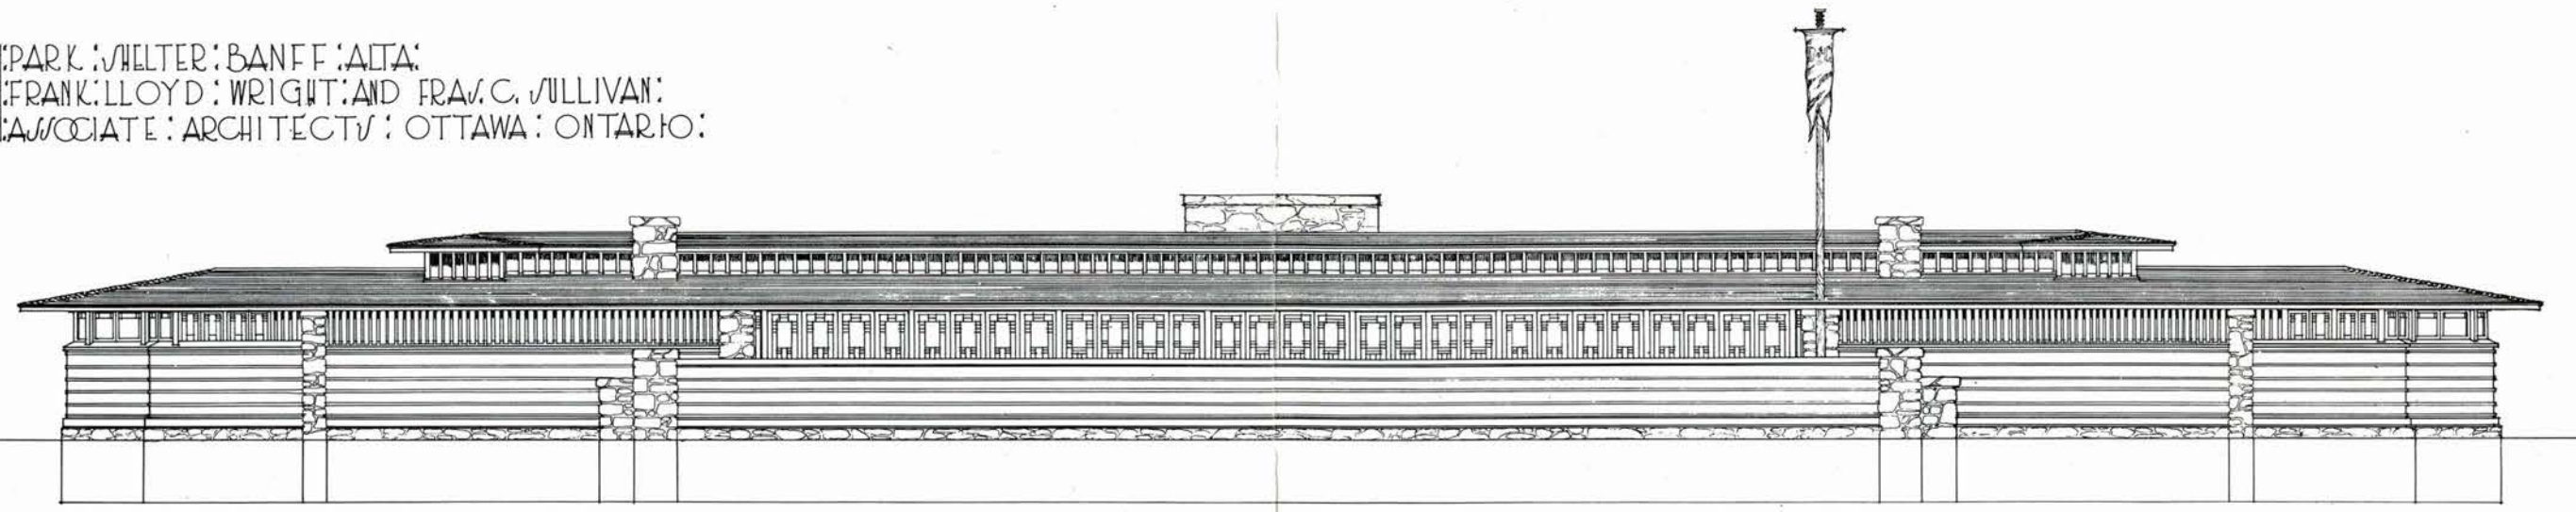 :PARK:SHELTER:BANFF:ALTA:
:FRANK:LLOYD:WRIGHT:AND FRAS.C. SULLIVAN:
:ASSOCIATE:ARCHITECTS:OTTAWA:ONTARIO: